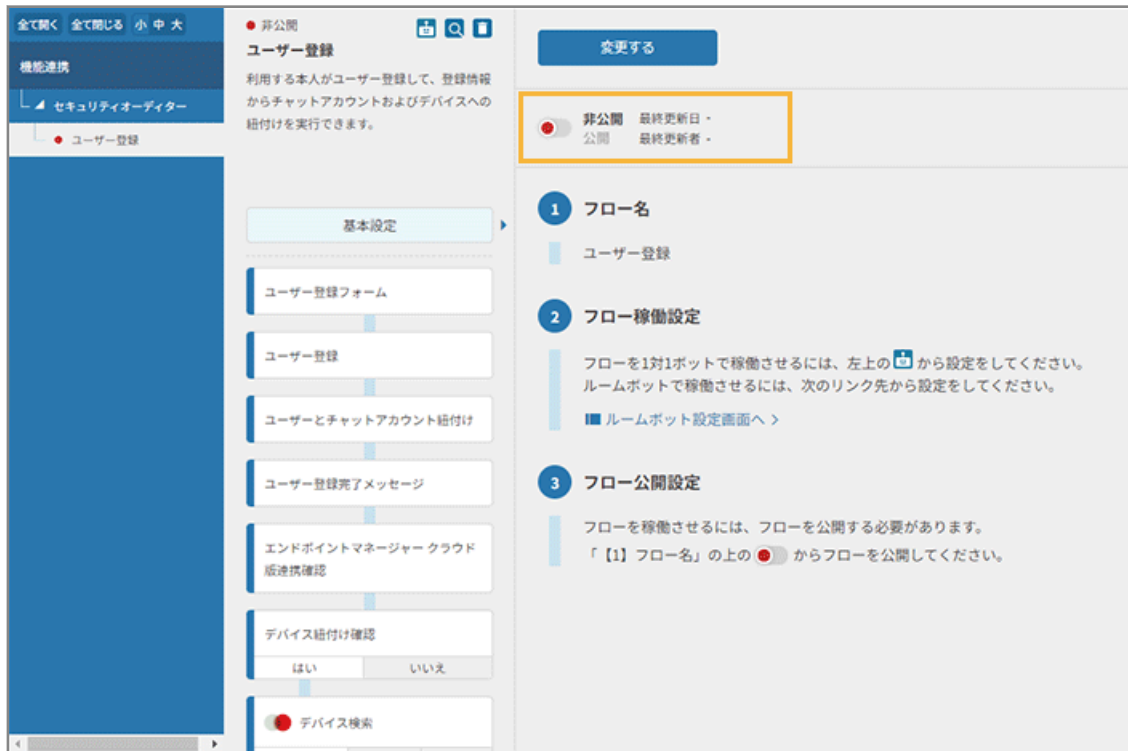 全て開く 全て閉じる 小 中 大
機能連携
セキュリティオーディター
ユーザー登録
非公開
ユーザー登録
利用する本人がユーザー登録して、登録情報
からチャットアカウントおよびデバイスへの
紐付けを実行できます。
基本設定
ユーザー登録フォーム
ユーザー登録
ユーザーとチャットアカウント紐付け
ユーザー登録完了メッセージ
エンドポイントマネージャー クラウド
版連携確認
デバイス紐付け確認
はい いいえ
デバイス検索
変更する
非公開 最終更新日 -
公開 最終更新者 -
1 フロー名
ユーザー登録
2 フロー稼働設定
フローを1対1ボットで稼働させるには、左上の から設定をしてください。
ルームボットで稼働させるには、次のリンク先から設定をしてください。
ルームボット設定画面へ >
3 フロー公開設定
フローを稼働させるには、フローを公開する必要があります。
「【1】フロー名」の上の からフローを公開してください。